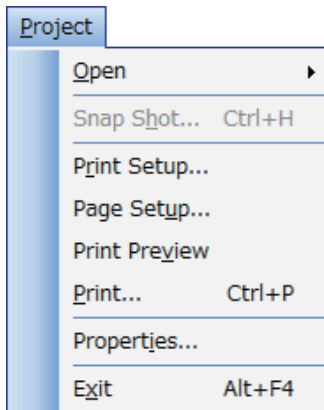 Project
Open
Snap Shot... Ctrl+H
Print Setup...
Page Setup...
Print Preview
Print... Ctrl+P
Properties...
Exit Alt+F4